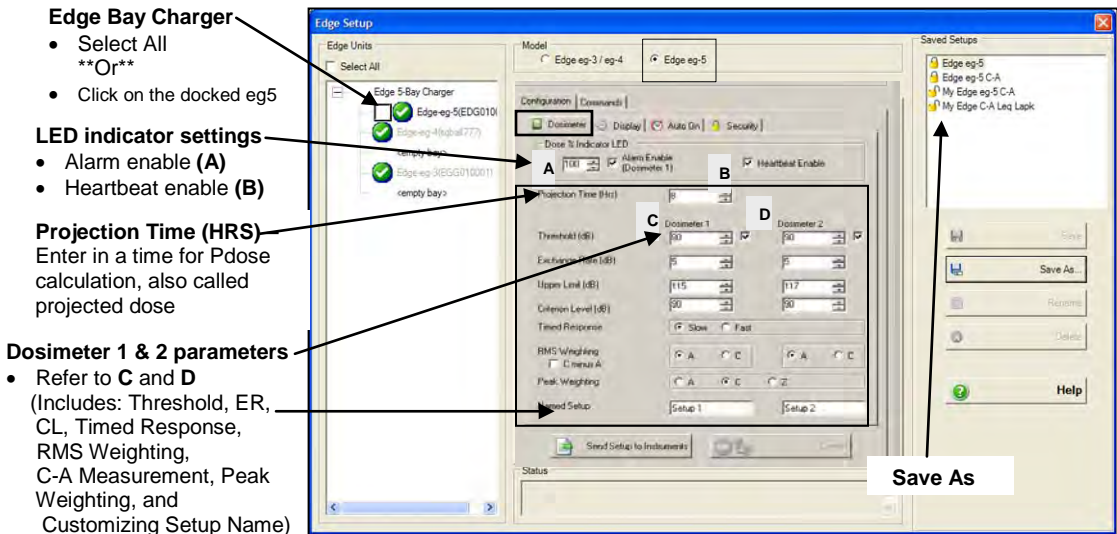 Edge Bay Charger
• Select All
**Or**
• Click on the docked eg5
LED indicator settings
• Alarm enable (A)
• Heartbeat enable (B)
Projection Time (HRS)
Enter in a time for Pdose
calculation, also called
projected dose
Dosimeter 1 & 2 parameters
• Refer to C and D
(Includes: Threshold, ER,
CL, Timed Response,
RMS Weighting,
C-A Measurement, Peak
Weighting, and
Customizing Setup Name)
Edge Setup
Edge Units
Select All
Edge 5-Bay Charger
Edge-eg-5(EDG010
<empty bay>
Edge-eg-3(EGG010001)
<empty bay>
Model
Edge eg-3 / eg-4
Edge eg-5
Configuration
Commands
Dosimeter
Display
Auto On
Security
Dose % Indicator LED
A
100
Alarm Enable
(Dosimeter 1)
B
Heartbeat Enable
Projection Time (Hrs)
8
C
Dosimeter 1
D
Dosimeter 2
Threshold (dB)
80
Exchange Rate (dB)
5
5
Upper Limit (dB)
115
117
Criterion Level (dB)
90
90
Timed Response
Slow
Fast
RMS Weighting
A
C
A
C
C minus A
Peak Weighting
A
C
Z
Named Setup
Setup 1
Setup 2
Send Setup to Instruments
Status
Saved Setups
Edge eg-5
Edge eg-5 C-A
My Edge eg-5 C-A
My Edge C-A Leq Lapk
Save
Save As...
Rename
Delete
Help
Save As